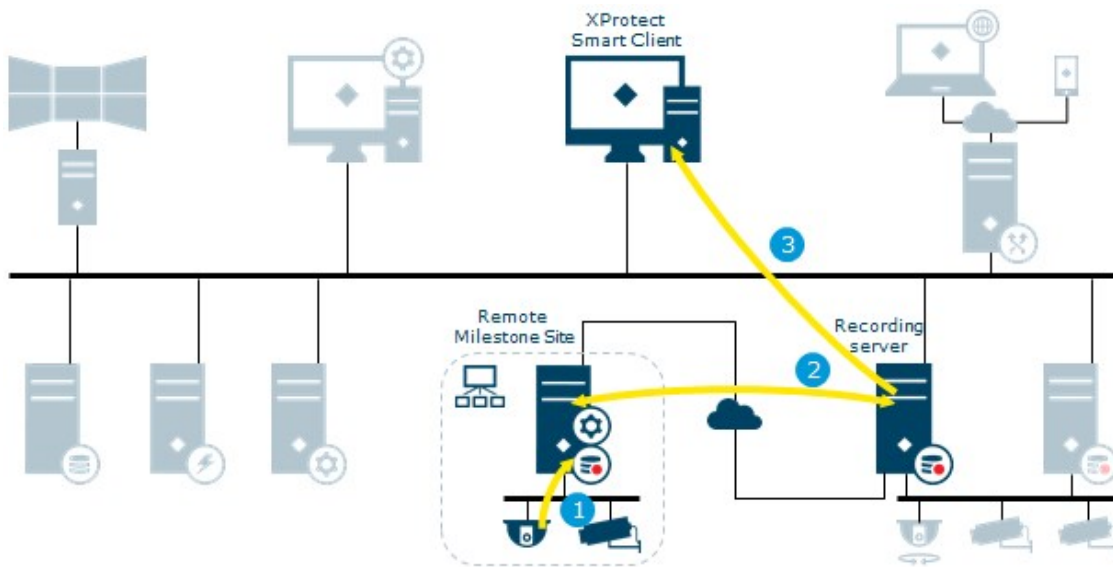 XProtect
Smart Client
3
Remote
Milestone Site
Recording
server
2
1